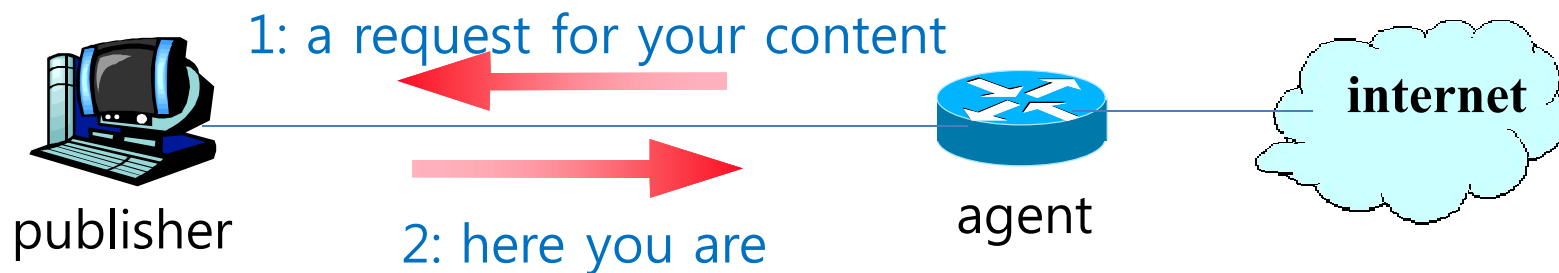 1: a request for your content
internet
publisher
agent
2: here you are